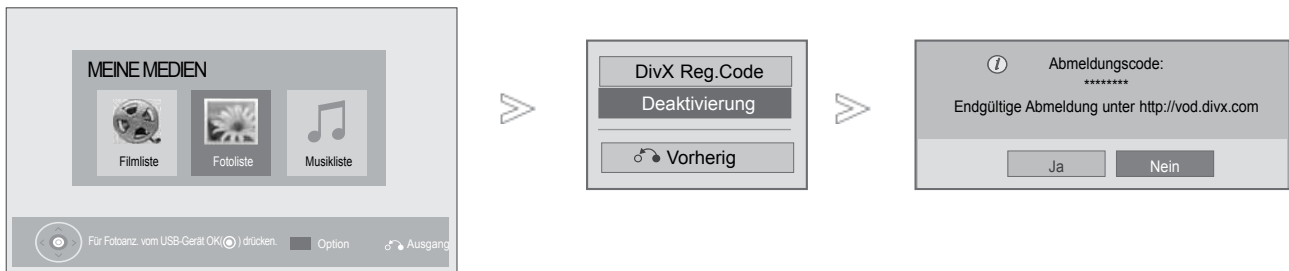 MEINE MEDIEN
Filmliste
Fotoliste
Musikliste
Für Fotoanz. vom USB-Gerät OK( ) drücken.
Option
Ausgang
DivX Reg.Code
Deaktivierung
Vorherig
Abmeldungscode:
********
Endgültige Abmeldung unter http://vod.divx.com
Ja
Nein